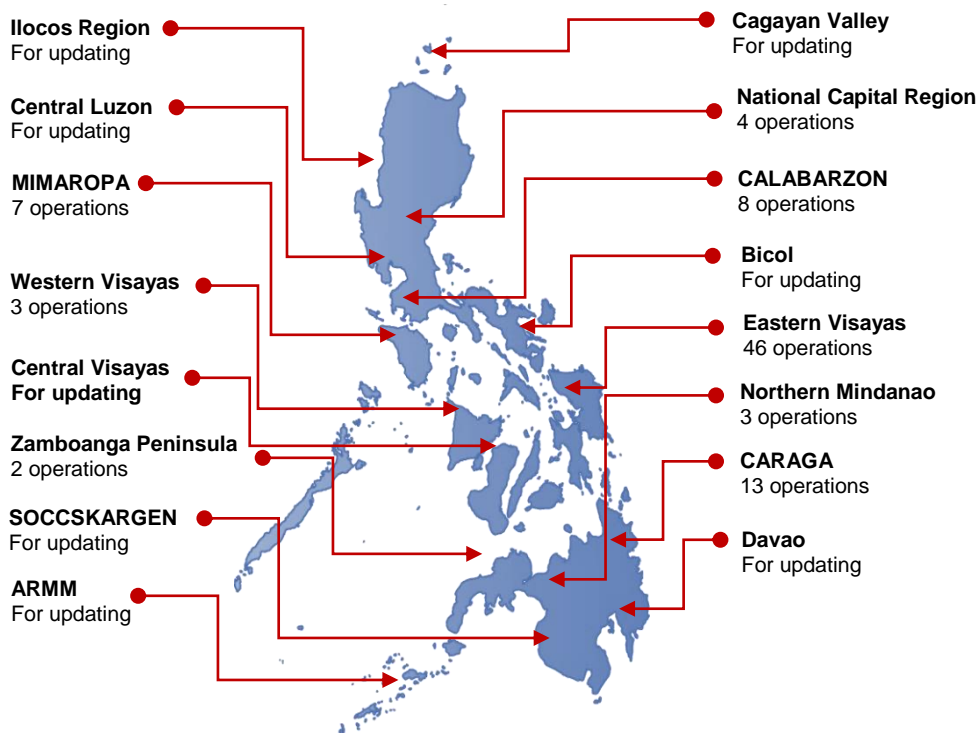 Ilocos Region
For updating
Central Luzon
For updating
MIMAROPA
7 operations
Western Visayas
3 operations
Central Visayas
For updating
Zamboanga Peninsula
2 operations
SOCCSKARGEN
For updating
ARMM
For updating
Cagayan Valley
For updating
National Capital Region
4 operations
CALABARZON
8 operations
Bicol
For updating
Eastern Visayas
46 operations
Northern Mindanao
3 operations
CARAGA
13 operations
Davao
For updating